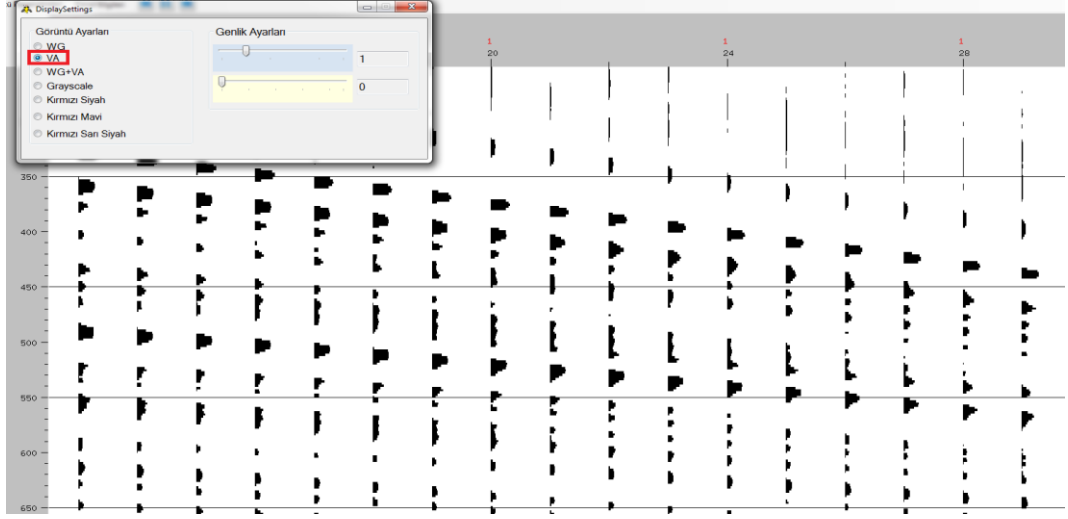 DisplaySettings
Görüntü Ayarları
WG
VA
WG+VA
Grayscale
Kırmızı Siyah
Kırmızı Mavi
Kırmızı Sarı Siyah
Genlik Ayarları
1
0
1 1 1
20 24 28
350
400
450
500
550
600
650